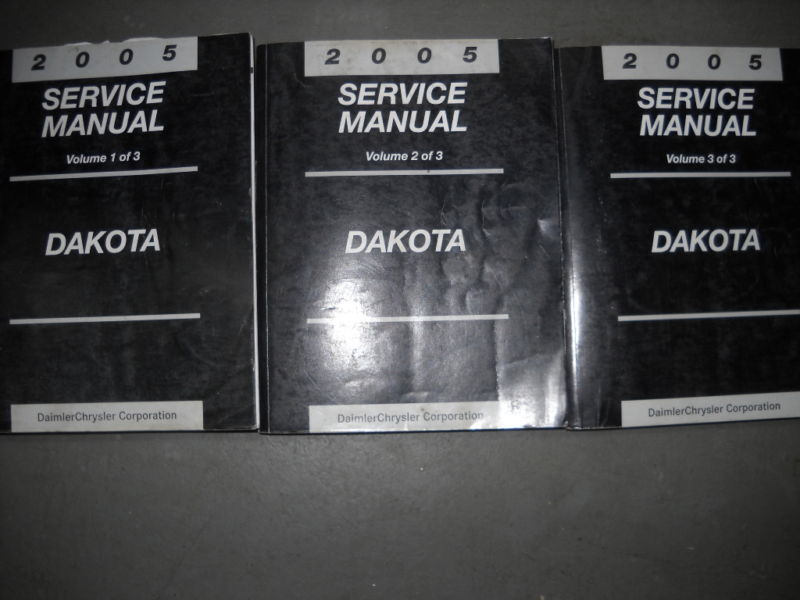 2005
SERVICE
MANUAL
Volume 1 of 3
DAKOTA
DaimlerChrysler Corporation
2005
SERVICE
MANUAL
Volume 2 of 3
DAKOTA
DaimlerChrysler Corporation
2005
SERVICE
MANUAL
Volume 3 of 3
DAKOTA
DaimlerChrysler Corporation